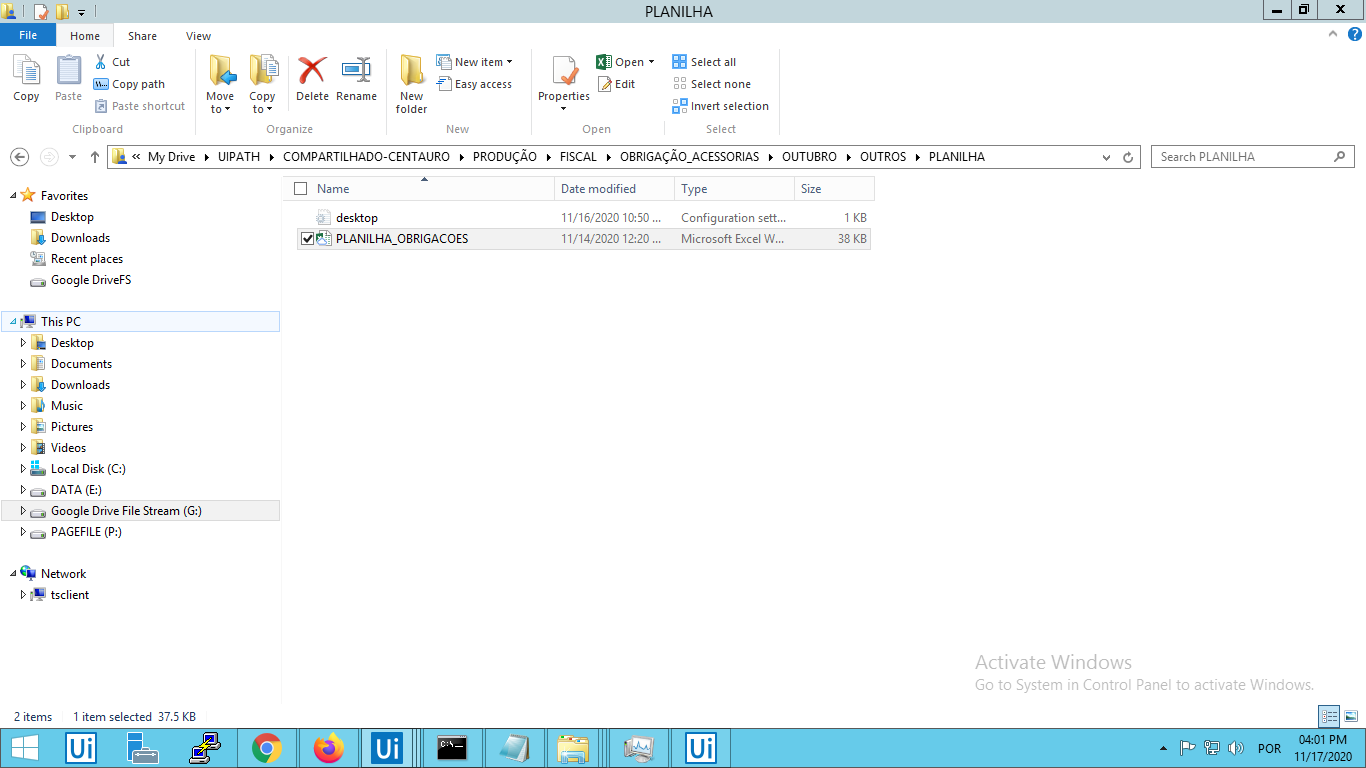 PLANILHA
File Home Share View
Copy
Paste
Cut
Copy path
Paste shortcut
Clipboard
Move to
Copy to
Delete
Rename
Organize
New folder
New item
Easy access
New
Properties
Open
Edit
Open
Select all
Select none
Invert selection
Select
« My Drive UIPATH COMPARTILHADO-CENTAURO PRODUÇÃO FISCAL OBRIGAÇÃO_ACESSORIAS OUTUBRO OUTROS PLANILHA
Search PLANILHA
Favorites
Desktop
Downloads
Recent places
Google DriveFS
This PC
Desktop
Documents
Downloads
Music
Pictures
Videos
Local Disk (C:)
DATA (E:)
Google Drive File Stream (G:)
PAGEFILE (P:)
Network
tsclient
Name Date modified Type Size
desktop 11/16/2020 10:50 ... Configuration sett... 1 KB
PLANILHA_OBRIGACOES 11/14/2020 12:20 ... Microsoft Excel W... 38 KB
Activate Windows
Go to System in Control Panel to activate Windows.
2 items 1 item selected 37.5 KB
Ui Ui C:\. Ui
POR
04:01 PM
11/17/2020